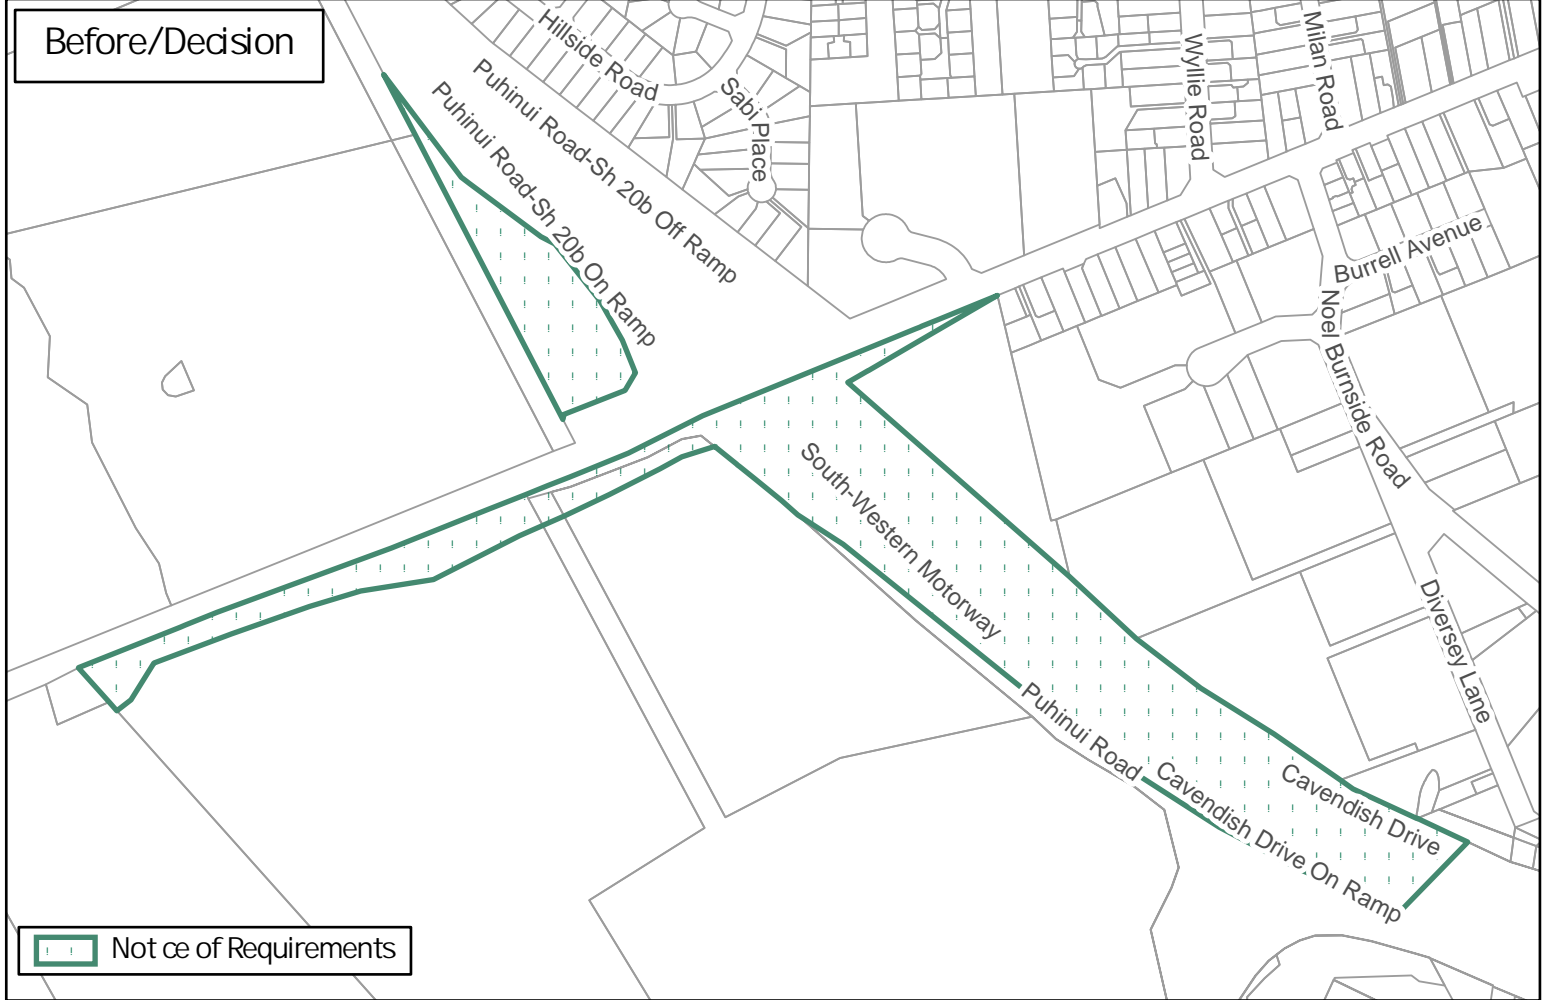 Before/Decision
Hillside Road
Puhinui Road-Sh 20b Off Ramp
Puhinui Road-Sh 20b On Ramp
Sabi Place
Wyllie Road
Milan Road
Burrell Avenue
Noel Burnside Road
South-Western Motorway
Diversey Lane
Puhinui Road
Cavendish Drive
Cavendish Drive On Ramp
Not ce of Requirements